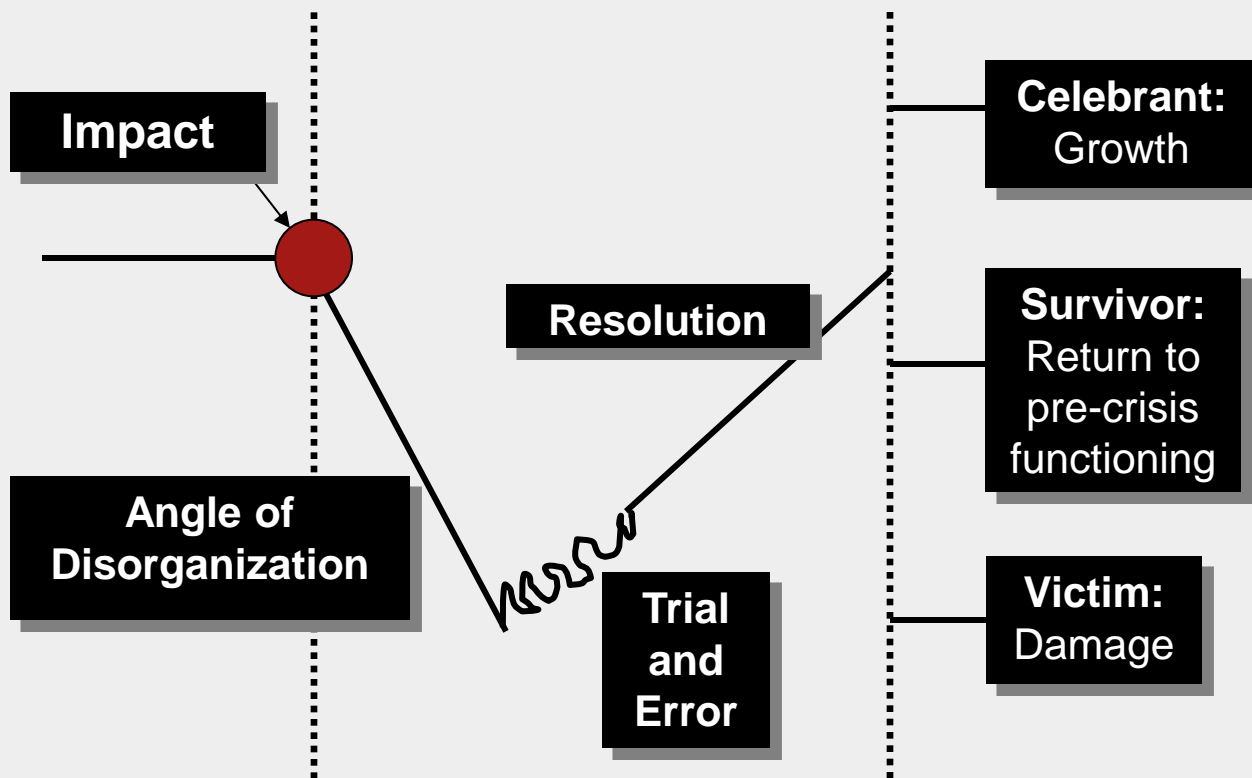 Impact
Angle of
Disorganization
Resolution
Trial
and
Error
Celebrant:
Growth
Survivor:
Return to
pre-crisis
functioning
Victim:
Damage